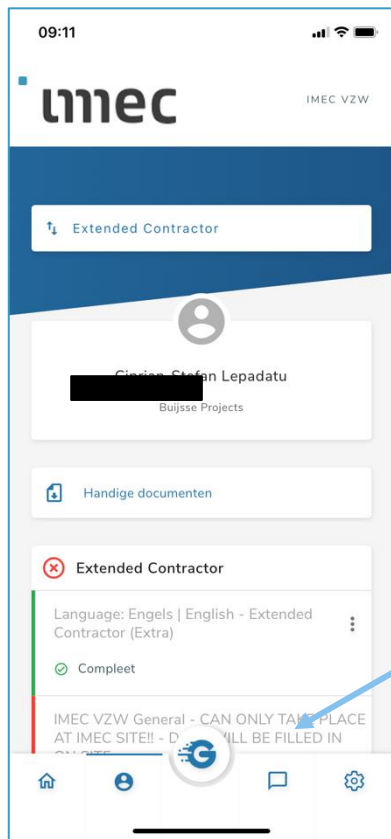 09:11
imec
IMEC VZW
Extended Contractor
Lepadatu
Buijsse Projects
Handige documenten
Extended Contractor
Language: Engels | English - Extended
Contractor (Extra)
Compleet
IMEC VZW General - CAN ONLY TAKE PLACE
AT IMEC SITE!! - WILL BE FILLED IN
G